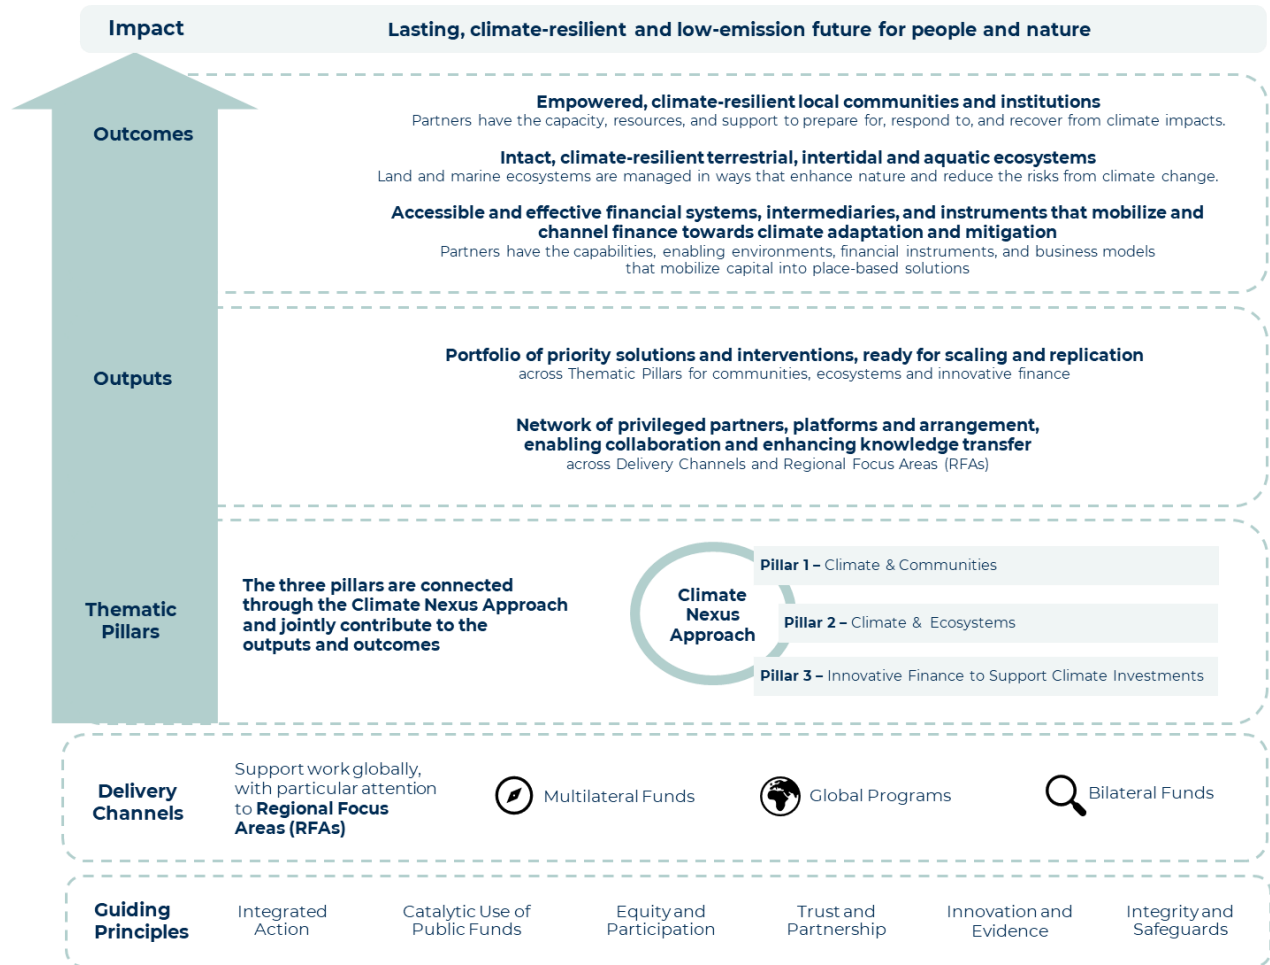 Impact
Lasting, climate-resilient and low-emission future for people and nature
Outcomes
Empowered, climate-resilient local communities and institutions
Partners have the capacity, resources, and support to prepare for, respond to, and recover from climate impacts.
Intact, climate-resilient terrestrial, intertidal and aquatic ecosystems
Land and marine ecosystems are managed in ways that enhance nature and reduce the risks from climate change.
Accessible and effective financial systems, intermediaries, and instruments that mobilize and
channel finance towards climate adaptation and mitigation
Partners have the capabilities, enabling environments, financial instruments, and business models
that mobilize capital into place-based solutions
Outputs
Portfolio of priority solutions and interventions, ready for scaling and replication
across Thematic Pillars for communities, ecosystems and innovative finance
Network of privileged partners, platforms and arrangement,
enabling collaboration and enhancing knowledge transfer
across Delivery Channels and Regional Focus Areas (RFAs)
Thematic
Pillars
The three pillars are connected
through the Climate Nexus Approach
and jointly contribute to the
outputs and outcomes
Climate
Nexus
Approach
Pillar 1 – Climate & Communities
Pillar 2 – Climate & Ecosystems
Pillar 3 – Innovative Finance to Support Climate Investments
Delivery
Channels
Support work globally,
with particular attention
to Regional Focus
Areas (RFAs)
Multilateral Funds
Global Programs
Bilateral Funds
Guiding
Principles
Integrated
Action
Catalytic Use of
Public Funds
Equity and
Participation
Trust and
Partnership
Innovation and
Evidence
Integrity and
Safeguards